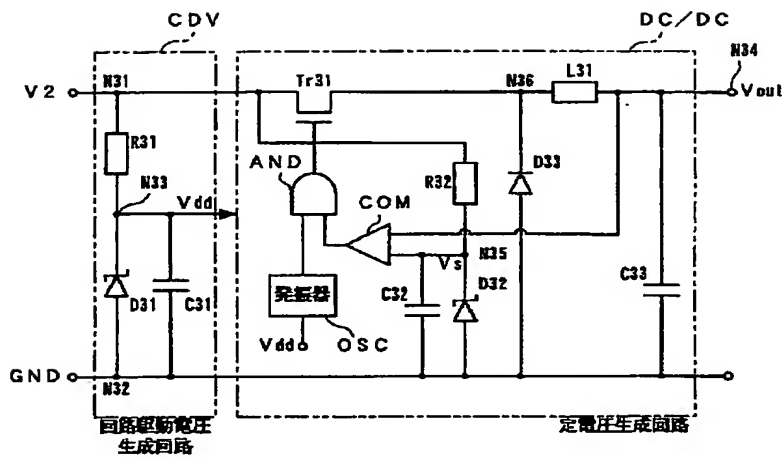 CDV
DC/DC
N34
V2
N31
Tr31
N36
L31
Vout
R31
AND
R32
D33
N33
Vdd
COM
N35
Vs
D31
C31
発振器
C32
D32
C33
Vdd
OSC
GND
N32
回路駆動電圧
生成回路
定電圧生成回路